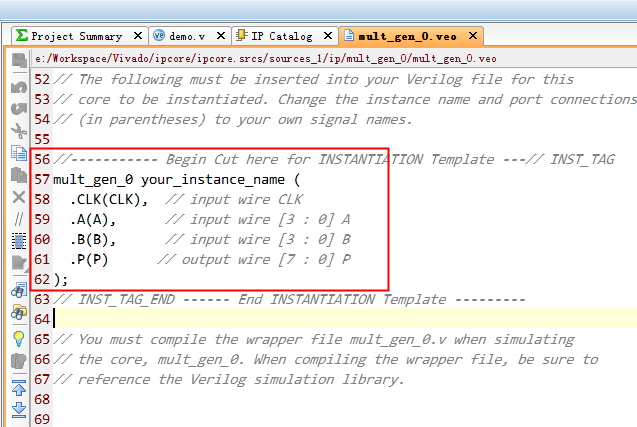 Project Summary
demo.v
IP Catalog
mult_gen_0.veo
e:/Workspace/Vivado/ipcore/ipcore.srcs/sources_1/ip/mult_gen_0/mult_gen_0.veo
52 // The following must be inserted into your Verilog file for this
53 // core to be instantiated. Change the instance name and port connections
54 // (in parentheses) to your own signal names.
55
56 //----------- Begin Cut here for INSTANTIATION Template ---// INST_TAG
57 mult_gen_0 your_instance_name (
58 .CLK(CLK), // input wire CLK
59 .A(A), // input wire [3 : 0] A
60 .B(B), // input wire [3 : 0] B
61 .P(P) // output wire [7 : 0] P
62 );
63 // INST_TAG_END ------ End INSTANTIATION Template ---------
64
65 // You must compile the wrapper file mult_gen_0.v when simulating
66 // the core, mult_gen_0. When compiling the wrapper file, be sure to
67 // reference the Verilog simulation library.
68
69